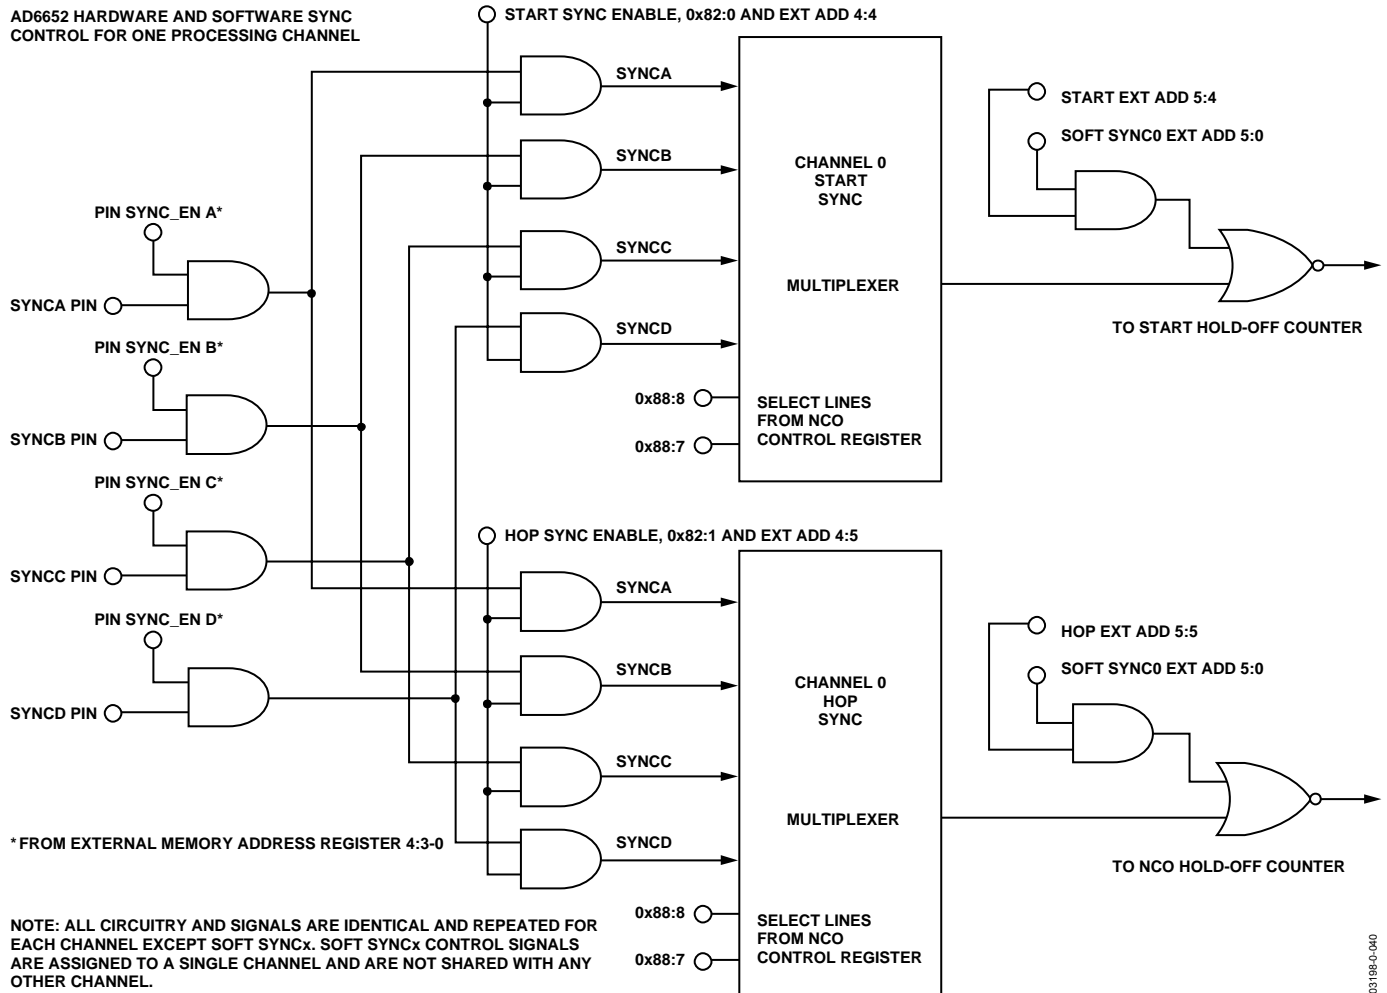 AD6652 HARDWARE AND SOFTWARE SYNC
CONTROL FOR ONE PROCESSING CHANNEL
START SYNC ENABLE, 0x82:0 AND EXT ADD 4:4
SYNCA
SYNCB
SYNCC
SYNCD
CHANNEL 0
START
SYNC
MULTIPLEXER
0x88:8
0x88:7
SELECT LINES
FROM NCO
CONTROL REGISTER
START EXT ADD 5:4
SOFT SYNC0 EXT ADD 5:0
TO START HOLD-OFF COUNTER
PIN SYNC_EN A*
SYNCA PIN
PIN SYNC_EN B*
SYNCB PIN
PIN SYNC_EN C*
SYNCC PIN
PIN SYNC_EN D*
SYNCD PIN
HOP SYNC ENABLE, 0x82:1 AND EXT ADD 4:5
SYNCA
SYNCB
SYNCC
SYNCD
CHANNEL 0
HOP
SYNC
MULTIPLEXER
0x88:8
0x88:7
SELECT LINES
FROM NCO
CONTROL REGISTER
HOP EXT ADD 5:5
SOFT SYNC0 EXT ADD 5:0
TO NCO HOLD-OFF COUNTER
*FROM EXTERNAL MEMORY ADDRESS REGISTER 4:3-0
NOTE: ALL CIRCUITRY AND SIGNALS ARE IDENTICAL AND REPEATED FOR
EACH CHANNEL EXCEPT SOFT SYNCx. SOFT SYNCx CONTROL SIGNALS
ARE ASSIGNED TO A SINGLE CHANNEL AND ARE NOT SHARED WITH ANY
OTHER CHANNEL.
03198-0-040